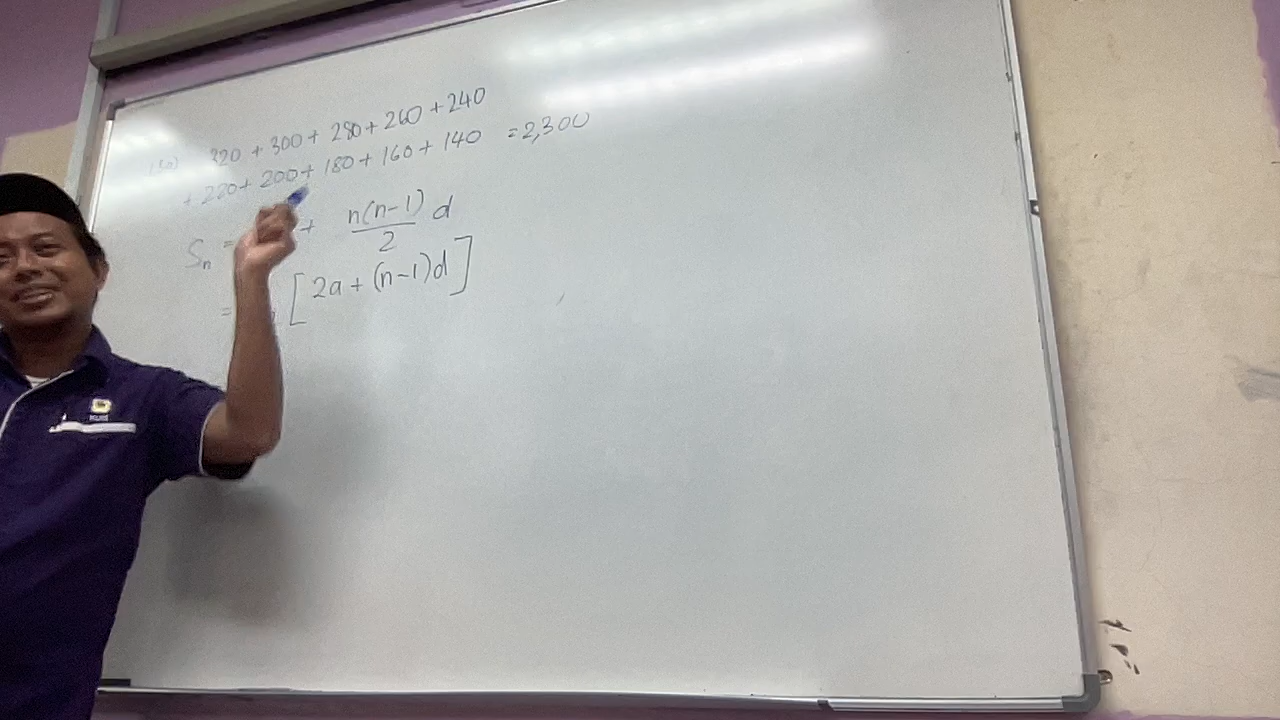 320 + 300 + 280 + 260 + 240
+ 220 + 200 + 180 + 160 + 140 = 2,300
Sn = + n(n-1)/2 d
= [2a + (n-1)d]